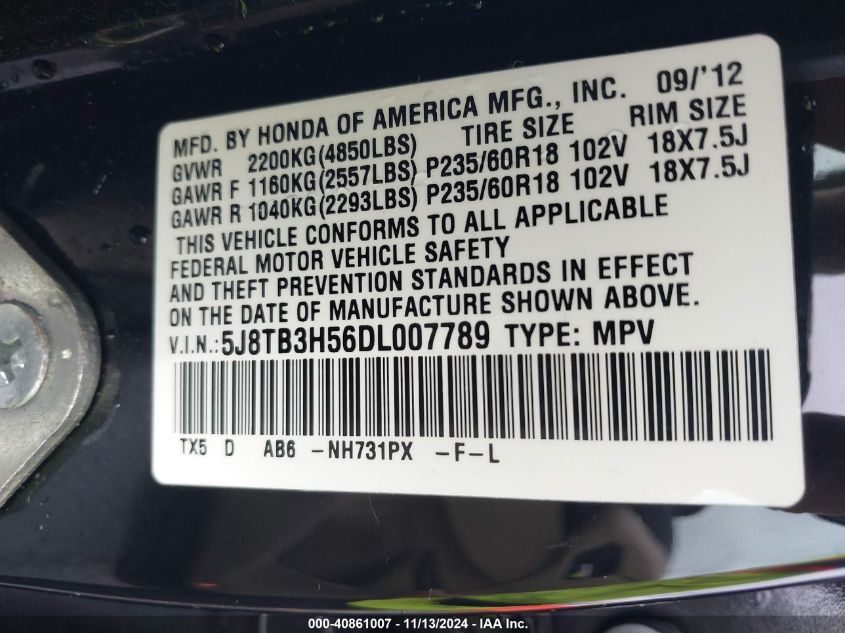 MFD. BY HONDA OF AMERICA MFG., INC. 09/'12
GVWR 2200KG(4850LBS) TIRE SIZE RIM SIZE
GAWR F 1160KG(2557LBS) P235/60R18 102V 18X7.5J
GAWR R 1040KG(2293LBS) P235/60R18 102V 18X7.5J
THIS VEHICLE CONFORMS TO ALL APPLICABLE
FEDERAL MOTOR VEHICLE SAFETY
AND THEFT PREVENTION STANDARDS IN EFFECT
ON THE DATE OF MANUFACTURE SHOWN ABOVE.
V.I.N.:5J8TB3H56DL007789 TYPE: MPV
TX5 D AB6 -NH731PX -F-L
000-40861007 - 11/13/2024 - IAAI Inc.